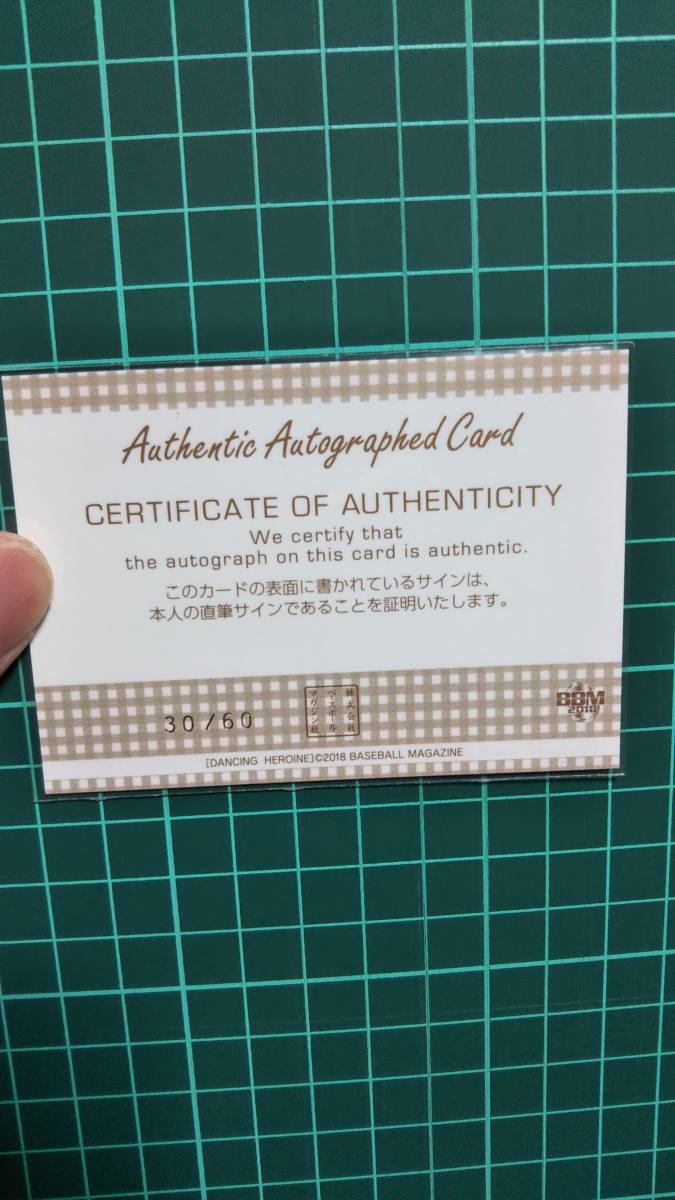 Authentic Autographed Card
CERTIFICATE OF AUTHENTICITY
We certify that
the autograph on this card is authentic.
このカードの表面に書かれているサインは、
本人の直筆サインであることを証明いたします。
30/60
株式会社
ベースボール
マガジン社
BBM
2018
[DANCING HEROINE]©2018 BASEBALL MAGAZINE